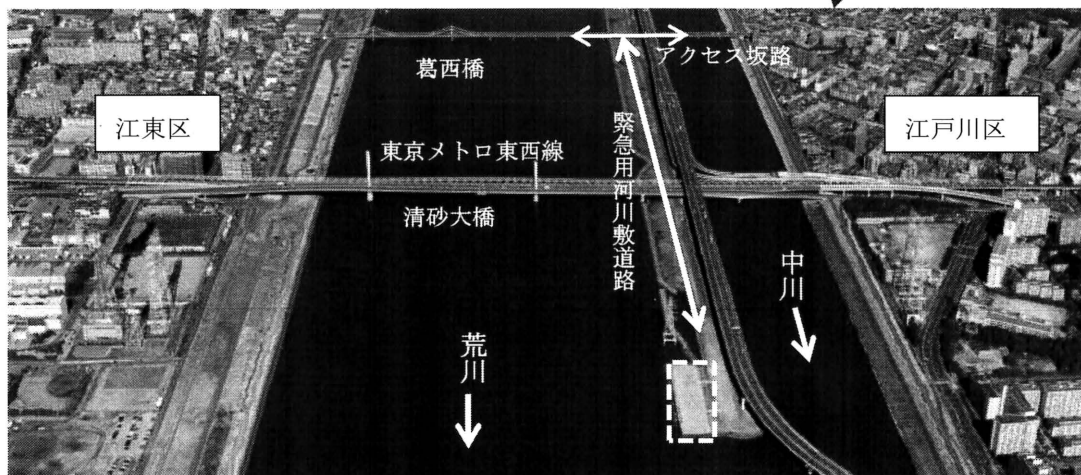 葛西橋
アクセス坂路
江東区
江戸川区
東京メトロ東西線
緊急用河川敷道路
清砂大橋
中川
荒川